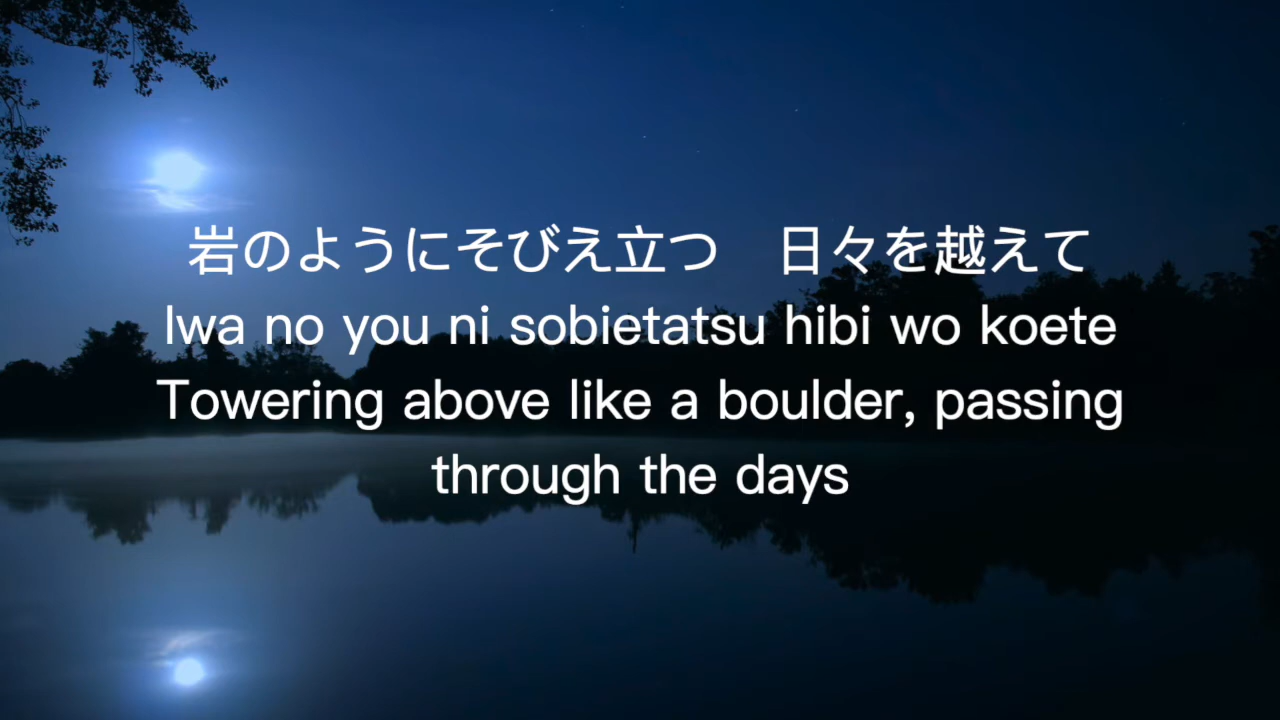 岩のようにそびえ立つ　日々を越えて
Iwa no you ni sobietatsu hibi wo koete
Towering above like a boulder, passing
through the days